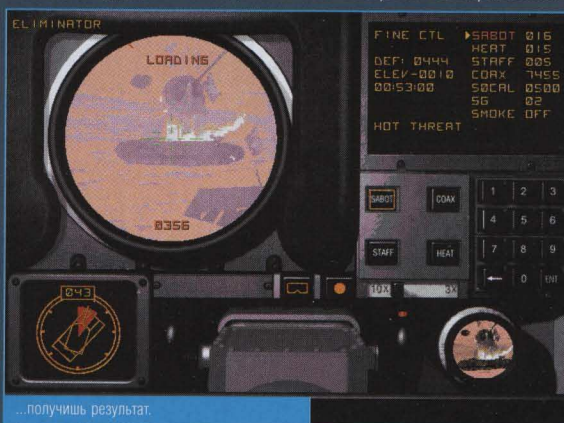 ELIMINATOR
LOADING
0356
FINE CTL ▶SABOT 016
HEAT 015
DEF: 0444 STAFF 005
ELEV-0010 COAX 7455
00:53:00 50CAL 0500
SG 02
SMOKE OFF
HOT THREAT
SABOT COAX 1 2 3
4 5 6
STAFF HEAT 7 8 9
← 0 ENT
10X 3X
043
...получишь результат.